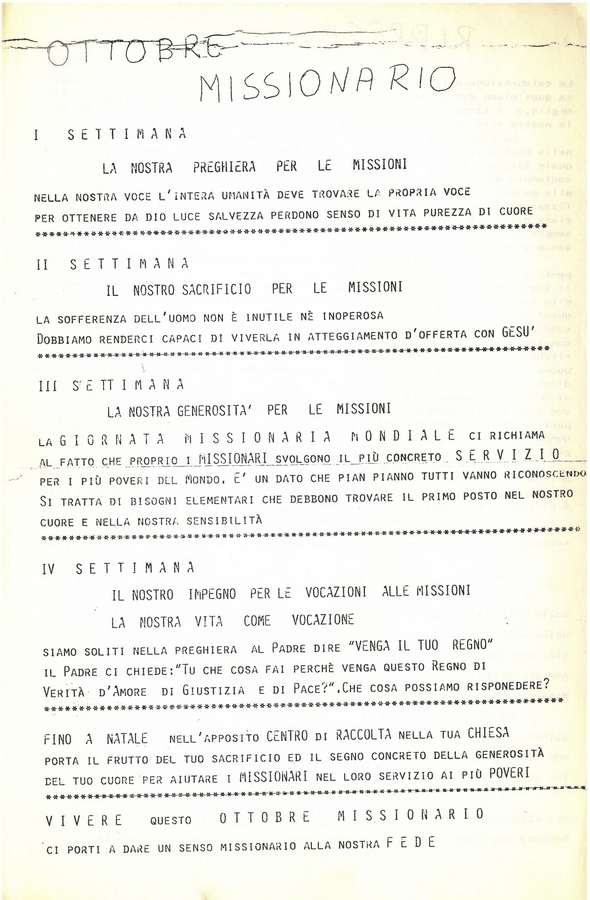 OTTOBRE
MISSIONARIO
I SETTIMANA
LA NOSTRA PREGHIERA PER LE MISSIONI
NELLA NOSTRA VOCE L'INTERA UMANITÀ DEVE TROVARE LA PROPRIA VOCE
PER OTTENERE DA DIO LUCE SALVEZZA PERDONO SENSO DI VITA PUREZZA DI CUORE
II SETTIMANA
IL NOSTRO SACRIFICIO PER LE MISSIONI
LA SOFFERENZA DELL'UOMO NON È INUTILE NÈ INOPEROSA
DOBBIAMO RENDERCI CAPACI DI VIVERLA IN ATTEGGIAMENTO D'OFFERTA CON GESU'
III SETTIMANA
LA NOSTRA GENEROSITA' PER LE MISSIONI
LA GIORNATA MISSIONARIA MONDIALE CI RICHIAMA
AL FATTO CHE PROPRIO I MISSIONARI SVOLGONO IL PIÙ CONCRETO SERVIZIO
PER I PIÙ POVERI DEL MONDO. E' UN DATO CHE PIAN PIANNO TUTTI VANNO RICONOSCENDO
SI TRATTA DI BISOGNI ELEMENTARI CHE DEBBONO TROVARE IL PRIMO POSTO NEL NOSTRO
CUORE E NELLA NOSTRA SENSIBILITÀ
IV SETTIMANA
IL NOSTRO IMPEGNO PER LE VOCAZIONI ALLE MISSIONI
LA NOSTRA VITA COME VOCAZIONE
SIAMO SOLITI NELLA PREGHIERA AL PADRE DIRE "VENGA IL TUO REGNO"
IL PADRE CI CHIEDE:"TU CHE COSA FAI PERCHÈ VENGA QUESTO REGNO DI
VERITÀ D'AMORE DI GIUSTIZIA E DI PACE?".CHE COSA POSSIAMO RISPONEDERE?
FINO A NATALE NELL'APPOSITO CENTRO DI RACCOLTA NELLA TUA CHIESA
PORTA IL FRUTTO DEL TUO SACRIFICIO ED IL SEGNO CONCRETO DELLA GENEROSITÀ
DEL TUO CUORE PER AIUTARE I MISSIONARI NEL LORO SERVIZIO AI PIÙ POVERI
VIVERE QUESTO OTTOBRE MISSIONARIO
CI PORTI A DARE UN SENSO MISSIONARIO ALLA NOSTRA FEDE